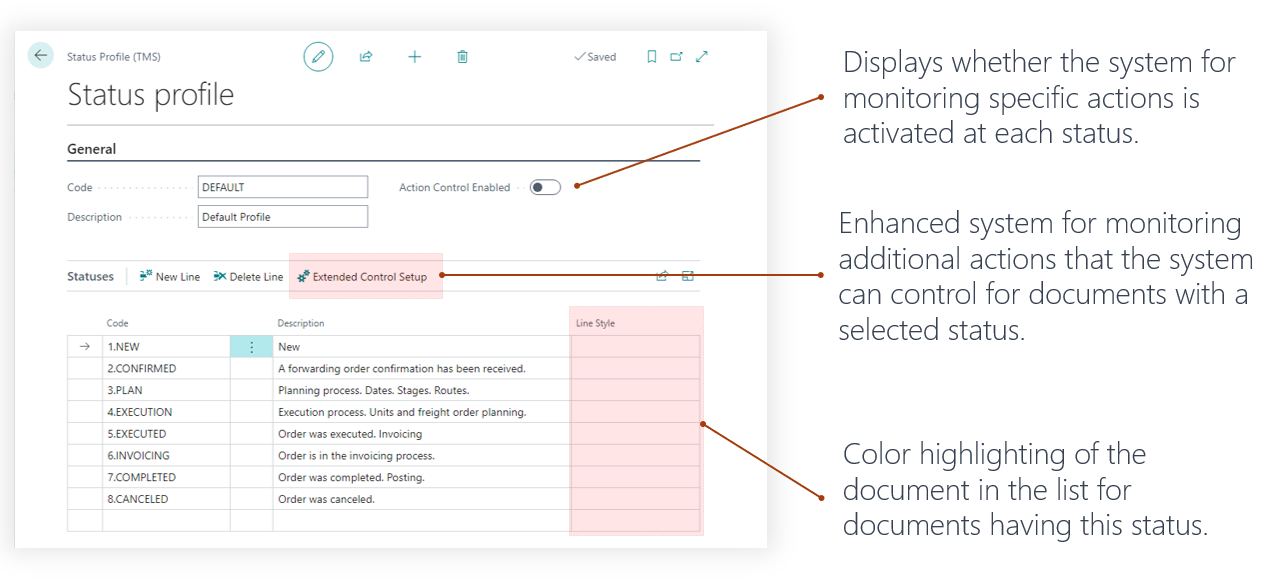 Status Profile (TMS)
Saved
Status profile
General
Code
DEFAULT
Action Control Enabled
Description
Default Profile
Statuses
New Line
Delete Line
Extended Control Setup
Code Description Line Style
1.NEW New
2.CONFIRMED A forwarding order confirmation has been received.
3.PLAN Planning process. Dates. Stages. Routes.
4.EXECUTION Execution process. Units and freight order planning.
5.EXECUTED Order was executed. Invoicing
6.INVOICING Order is in the invoicing process.
7.COMPLETED Order was completed. Posting.
8.CANCELED Order was canceled.
Displays whether the system for
monitoring specific actions is
activated at each status.
Enhanced system for monitoring
additional actions that the system
can control for documents with a
selected status.
Color highlighting of the
document in the list for
documents having this status.